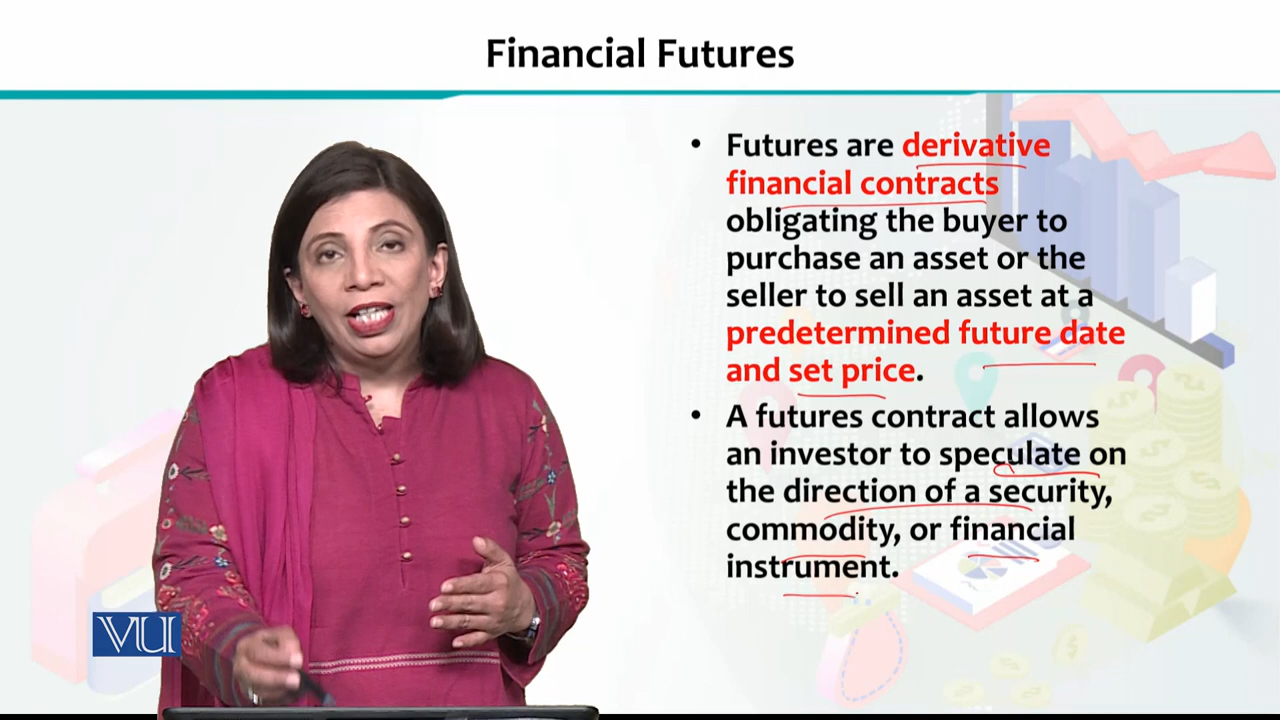 Financial Futures
• Futures are derivative
financial contracts
obligating the buyer to
purchase an asset or the
seller to sell an asset at a
predetermined future date
and set price.
• A futures contract allows
an investor to speculate on
the direction of a security,
commodity, or financial
instrument.
VU